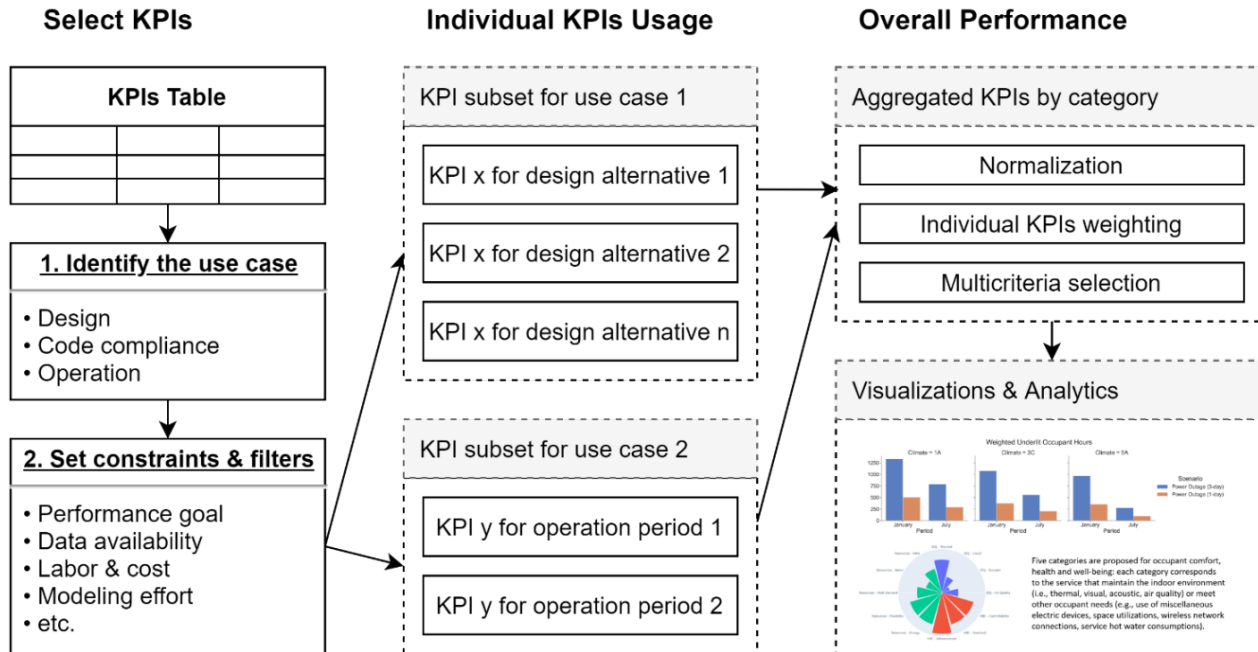 Select KPIs
Individual KPIs Usage
Overall Performance
KPIs Table
1. Identify the use case
• Design
• Code compliance
• Operation
2. Set constraints & filters
• Performance goal
• Data availability
• Labor & cost
• Modeling effort
• etc.
KPI subset for use case 1
KPI x for design alternative 1
KPI x for design alternative 2
KPI x for design alternative n
KPI subset for use case 2
KPI y for operation period 1
KPI y for operation period 2
Aggregated KPIs by category
Normalization
Individual KPIs weighting
Multicriteria selection
Visualizations & Analytics
Weighted Underlit Occupant Hours
Climate = 1A
Climate = 3C
Climate = 5A
1250
1000
750
500
250
0
January
July
January
July
January
July
Period
Period
Period
Scenario
Power Outage (3-day)
Power Outage (1-day)
Five categories are proposed for occupant comfort,
health and well-being: each category corresponds
to the service that maintain the indoor environment
(i.e., thermal, visual, acoustic, air quality) or meet
other occupant needs (e.g., use of miscellaneous
electric devices, space utilizations, wireless network
connections, service hot water consumptions).